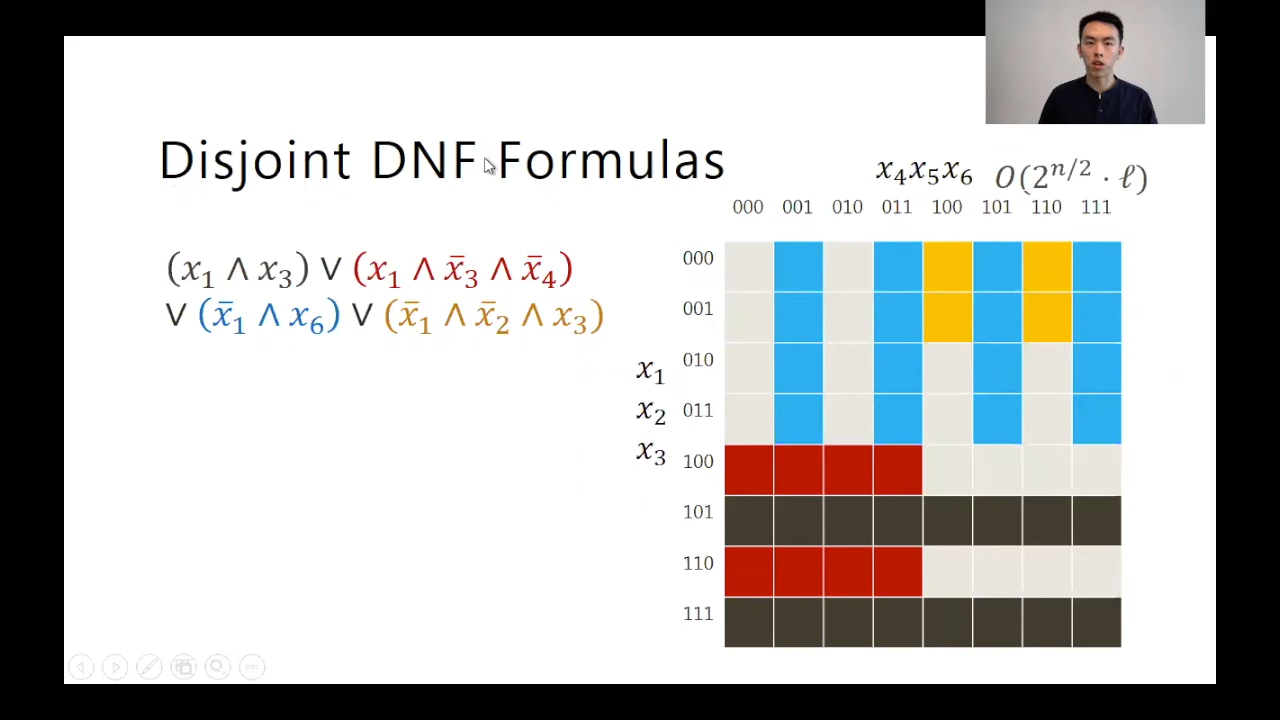 Disjoint DNF Formulas
x₄x₅x₆ O(2^{n/2} · ℓ)
000 001 010 011 100 101 110 111
(x₁ ∧ x₃) ∨ (x₁ ∧ x̄₃ ∧ x̄₄)
∨ (x̄₁ ∧ x₆) ∨ (x̄₁ ∧ x̄₂ ∧ x₃)
x₁
x₂
x₃
000
001
010
011
100
101
110
111